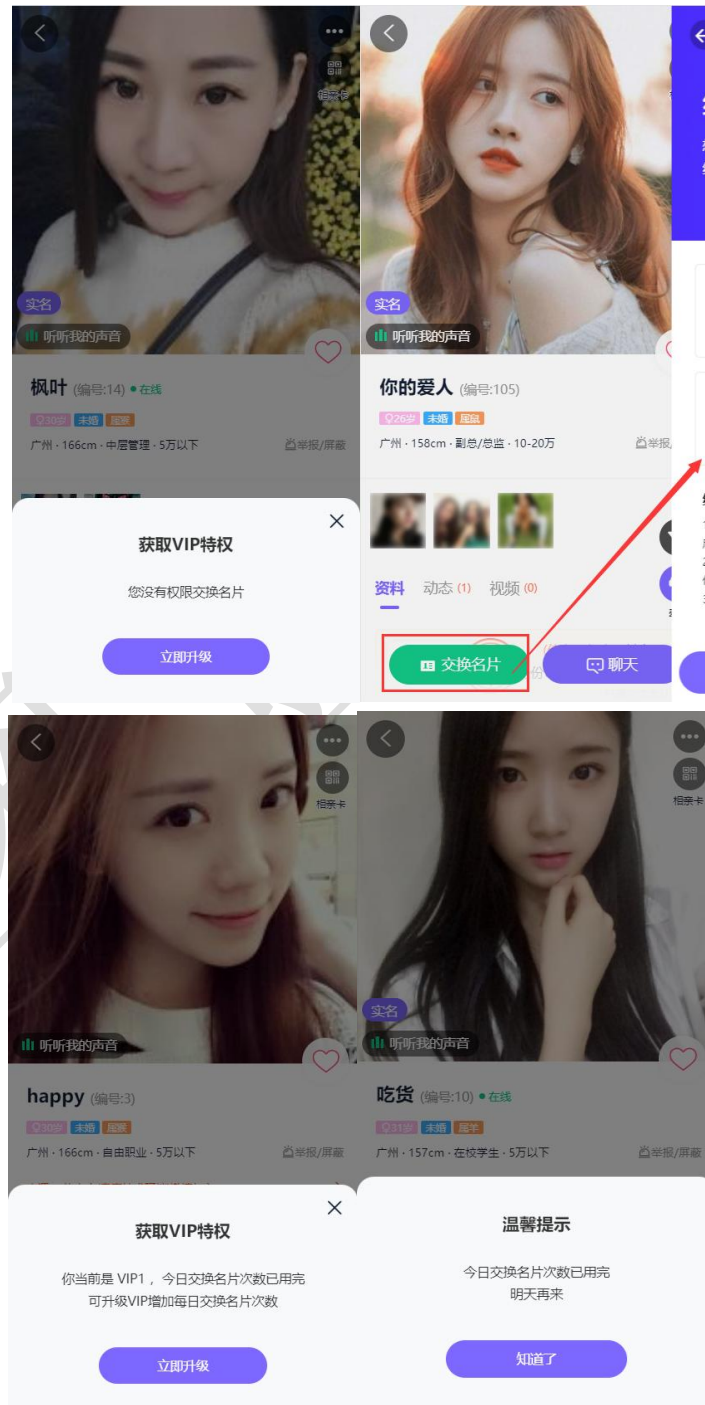 相亲卡
实名
听听我的声音
枫叶 (编号:14) 在线
30岁 未婚 属猴
广州 · 166cm · 中层管理 · 5万以下 举报/屏蔽
获取VIP特权
您没有权限交换名片
立即升级
实名
听听我的声音
你的爱人 (编号:105)
26岁 未婚 属鼠
广州 · 158cm · 副总/总监 · 10-20万 举报/
资料 动态 (1) 视频 (0)
交换名片 聊天
相亲卡
听听我的声音
happy (编号:3)
30岁 未婚 属猴
广州 · 166cm · 自由职业 · 5万以下 举报/屏蔽
获取VIP特权
你当前是 VIP1 ,今日交换名片次数已用完
可升级VIP增加每日交换名片次数
立即升级
相亲卡
实名
听听我的声音
吃货 (编号:10) 在线
31岁 未婚 属羊
广州 · 157cm · 在校学生 · 5万以下 举报/屏蔽
温馨提示
今日交换名片次数已用完
明天再来
知道了